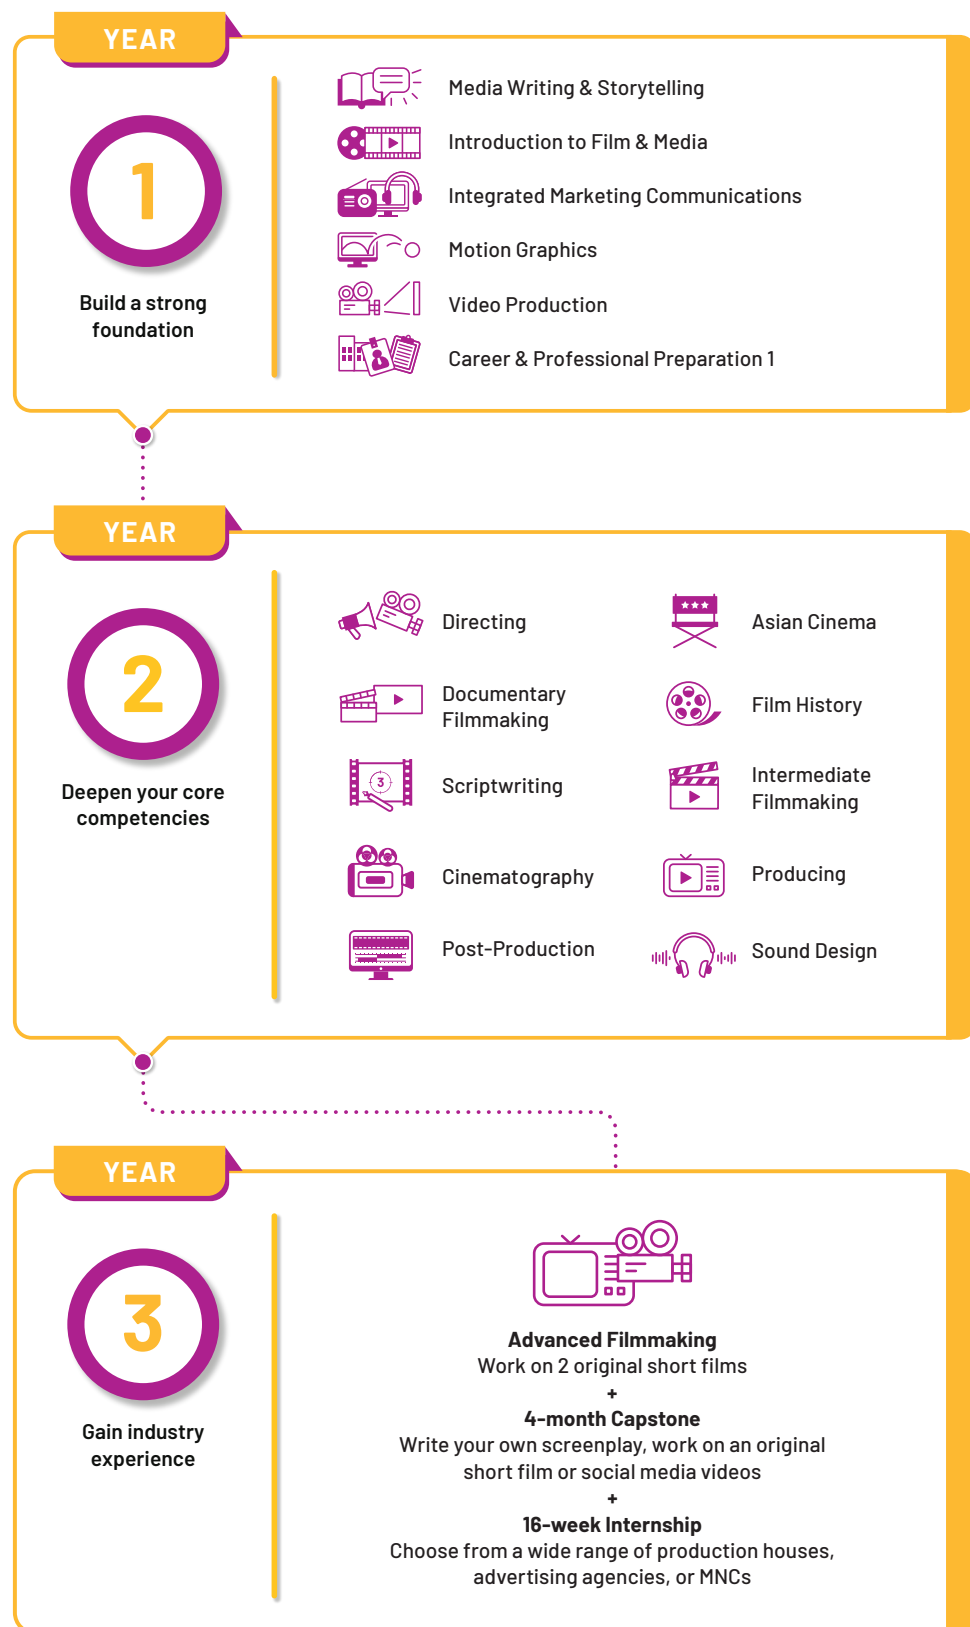 YEAR
1
Build a strong
foundation
Media Writing & Storytelling
Introduction to Film & Media
Integrated Marketing Communications
Motion Graphics
Video Production
Career & Professional Preparation 1
YEAR
2
Deepen your core
competencies
Directing
Documentary
Filmmaking
3
Scriptwriting
Cinematography
Post-Production
Asian Cinema
Film History
Intermediate
Filmmaking
Producing
Sound Design
YEAR
3
Gain industry
experience
Advanced Filmmaking
Work on 2 original short films
+
4-month Capstone
Write your own screenplay, work on an original
short film or social media videos
+
16-week Internship
Choose from a wide range of production houses,
advertising agencies, or MNCs